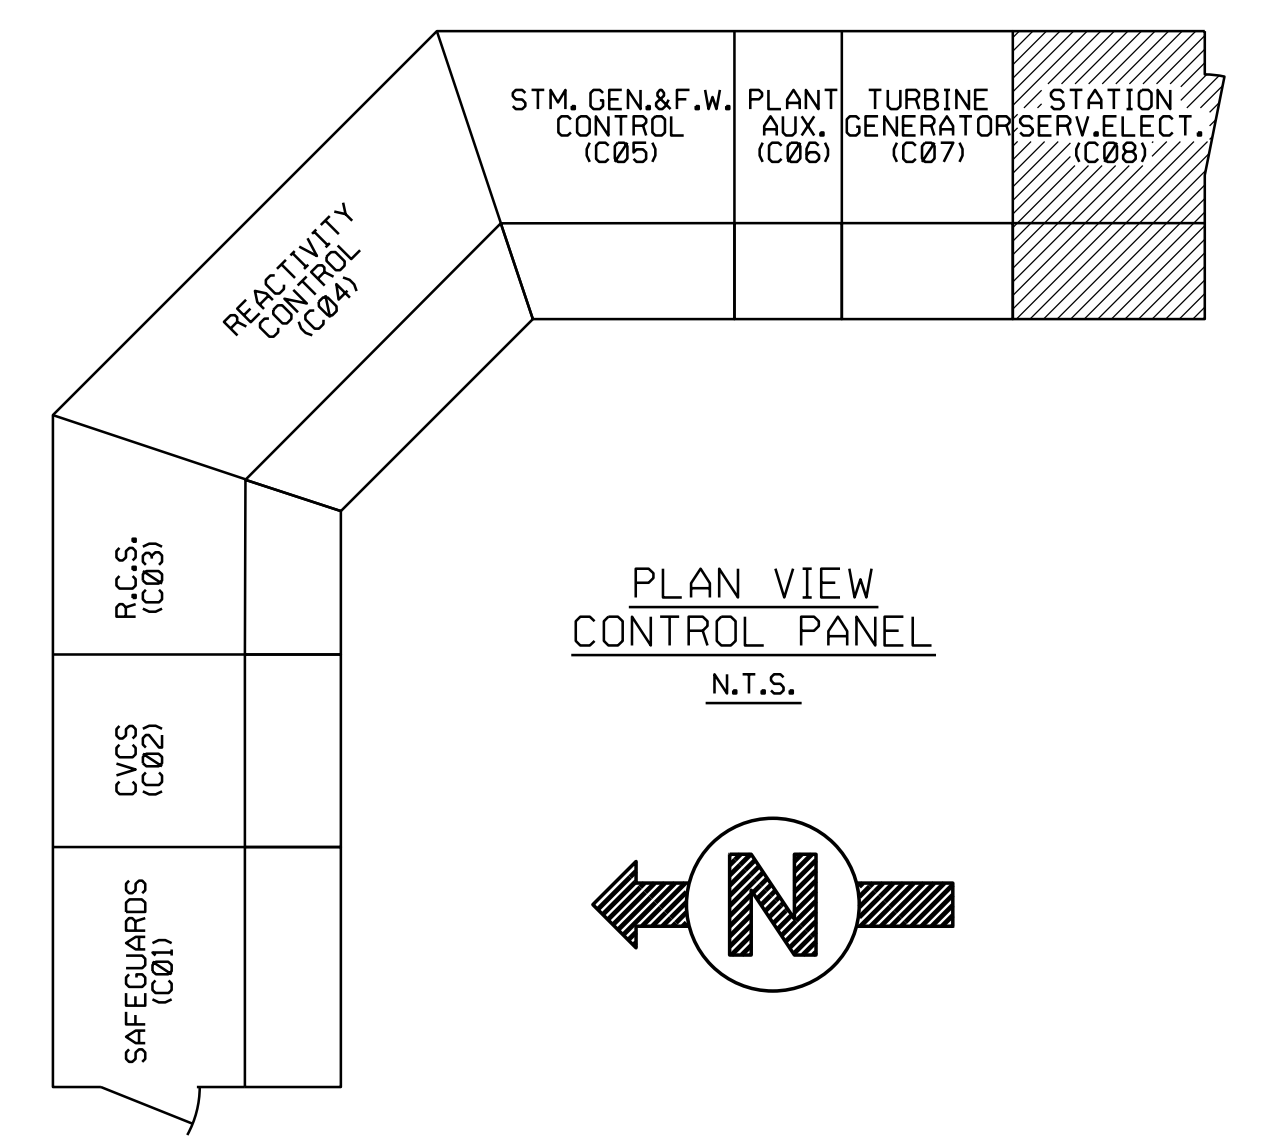 STM. GEN.&F.W.
CONTROL
(CØ5)
PLANT
AUX.
(CØ6)
TURBINE
GENERATOR
(CØ7)
STATION
SERV.ELECT.
(CØ8)
REACTIVITY
CONTROL
(CØ4)
R.C.S.
(CØ3)
CVCS
(CØ2)
SAFEGUARDS
(CØ1)
PLAN VIEW
CONTROL PANEL
N.T.S.
N